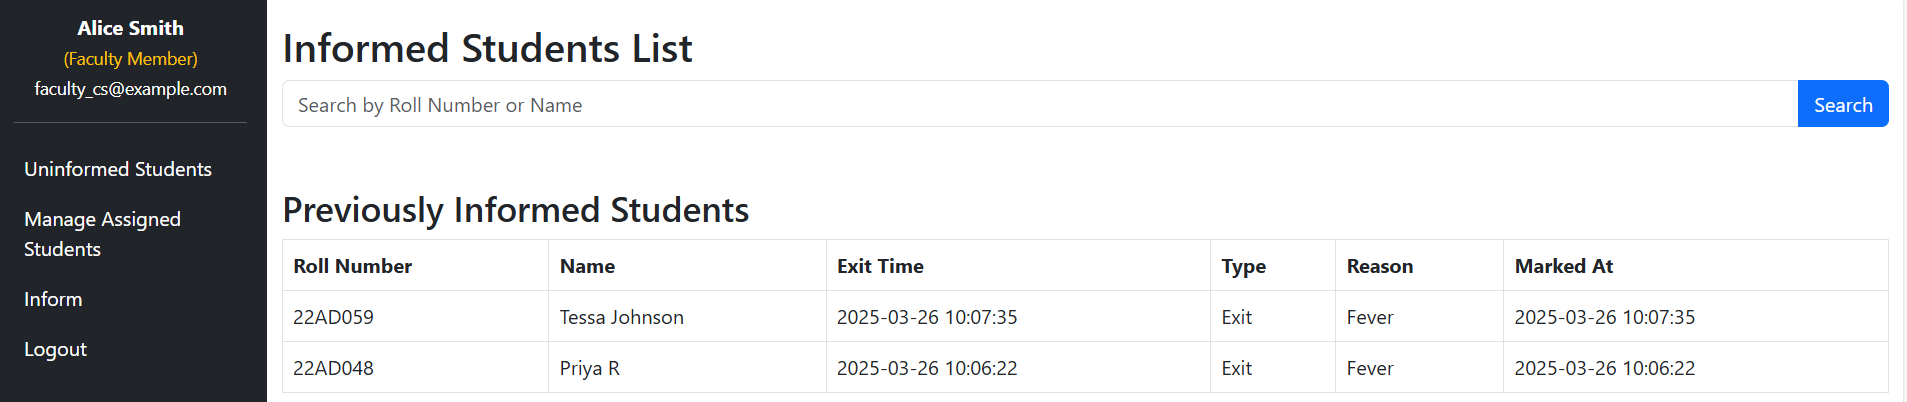 Alice Smith
(Faculty Member)
faculty_cs@example.com
Uninformed Students
Manage Assigned
Students
Inform
Logout
Informed Students List
Search by Roll Number or Name Search
Previously Informed Students
Roll Number Name Exit Time Type Reason Marked At
22AD059 Tessa Johnson 2025-03-26 10:07:35 Exit Fever 2025-03-26 10:07:35
22AD048 Priya R 2025-03-26 10:06:22 Exit Fever 2025-03-26 10:06:22